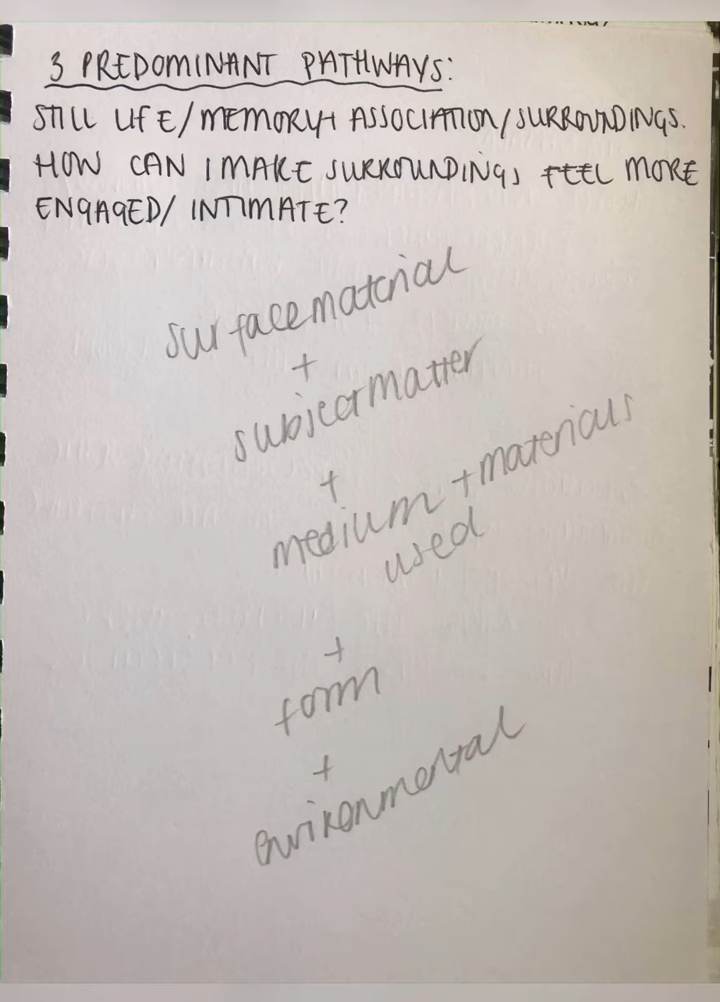 3 PREDOMINANT PATHWAYS:
STILL LIFE/MEMORY+ ASSOCIATION/SURROUNDINGS.
HOW CAN I MAKE SURROUNDINGS FEEL MORE
ENGAGED/ INTIMATE?
surface material
+
subject matter
+
medium + materials
used
+
form
+
environmental